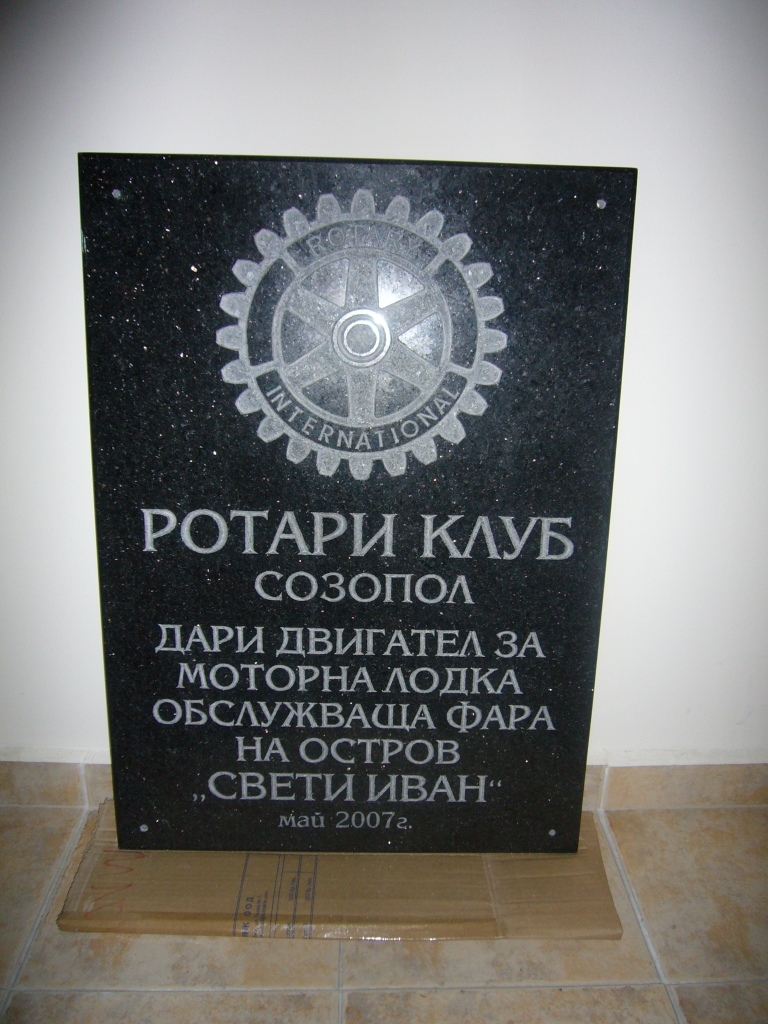 ROTARY
INTERNATIONAL
РОТАРИ КЛУБ
СОЗОПОЛ
ДАРИ ДВИГАТЕЛ ЗА
МОТОРНА ЛОДКА
ОБСЛУЖВАЩА ФАРА
НА ОСТРОВ
„СВЕТИ ИВАН“
май 2007г.